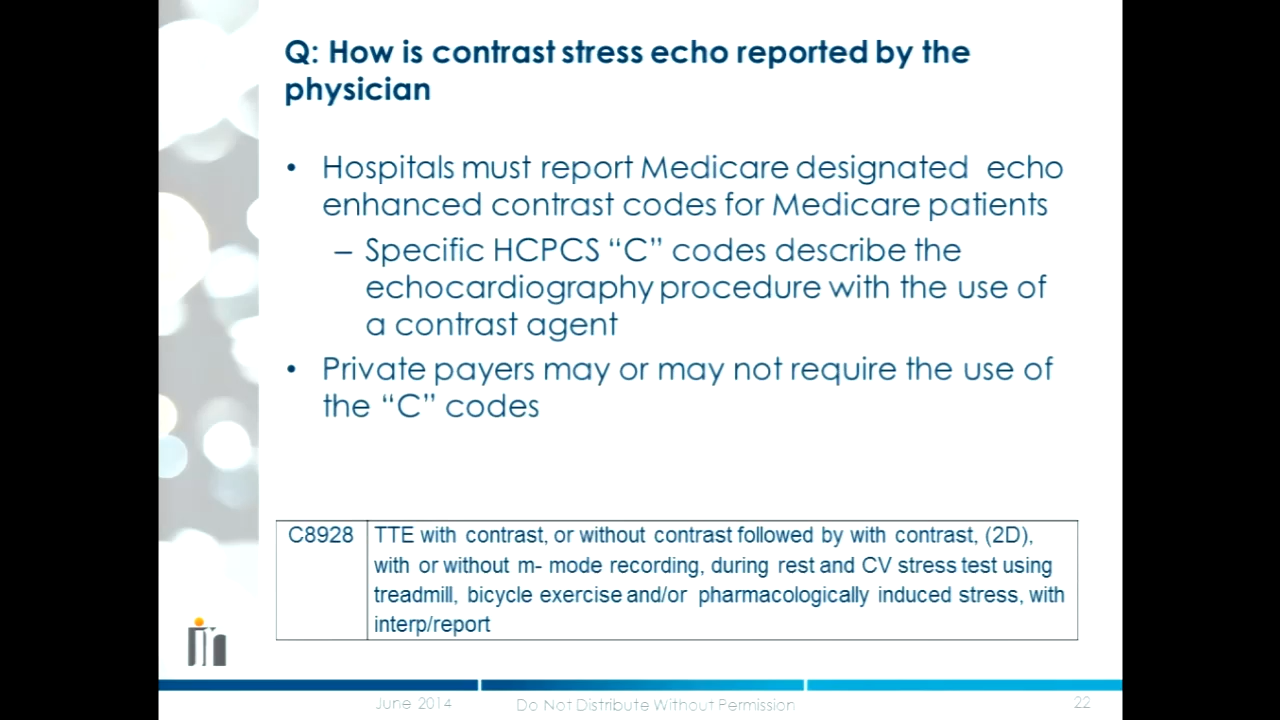 Q: How is contrast stress echo reported by the
physician
• Hospitals must report Medicare designated echo
enhanced contrast codes for Medicare patients
– Specific HCPCS “C” codes describe the
echocardiography procedure with the use of
a contrast agent
• Private payers may or may not require the use of
the “C” codes
C8928 TTE with contrast, or without contrast followed by with contrast, (2D),
with or without m- mode recording, during rest and CV stress test using
treadmill, bicycle exercise and/or pharmacologically induced stress, with
interp/report
June 2014 Do Not Distribute Without Permission 22